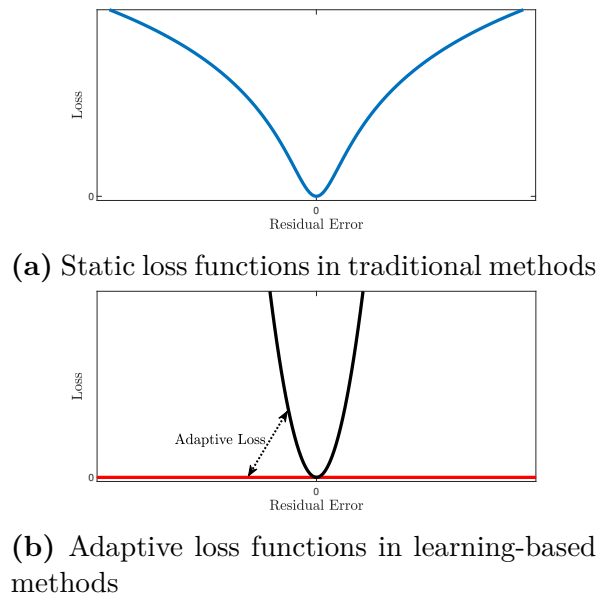 Loss
0
0
Residual Error
(a) Static loss functions in traditional methods
Loss
Adaptive Loss
0
0
Residual Error
(b) Adaptive loss functions in learning-based
methods